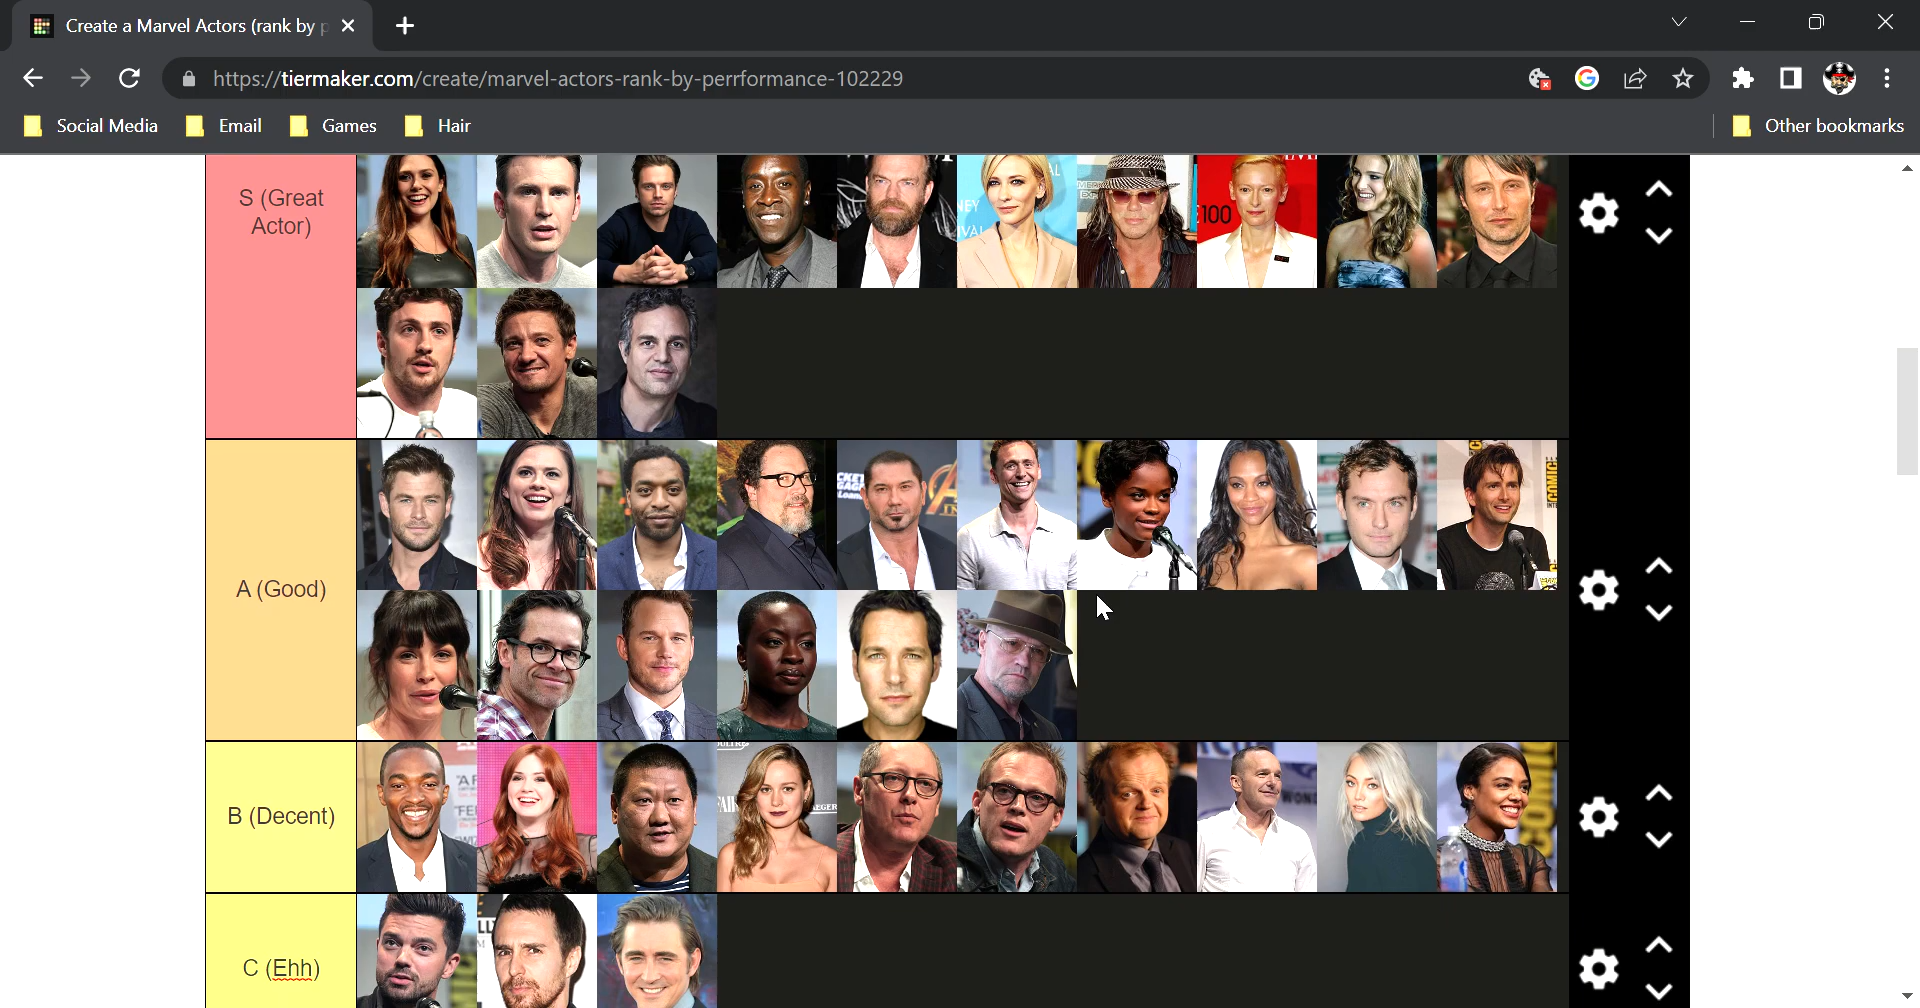 Create a Marvel Actors (rank by p
https://tiermaker.com/create/marvel-actors-rank-by-perrformance-102229
Social Media
Email
Games
Hair
Other bookmarks
S (Great
Actor)
100
A (Good)
B (Decent)
C (Ehh)